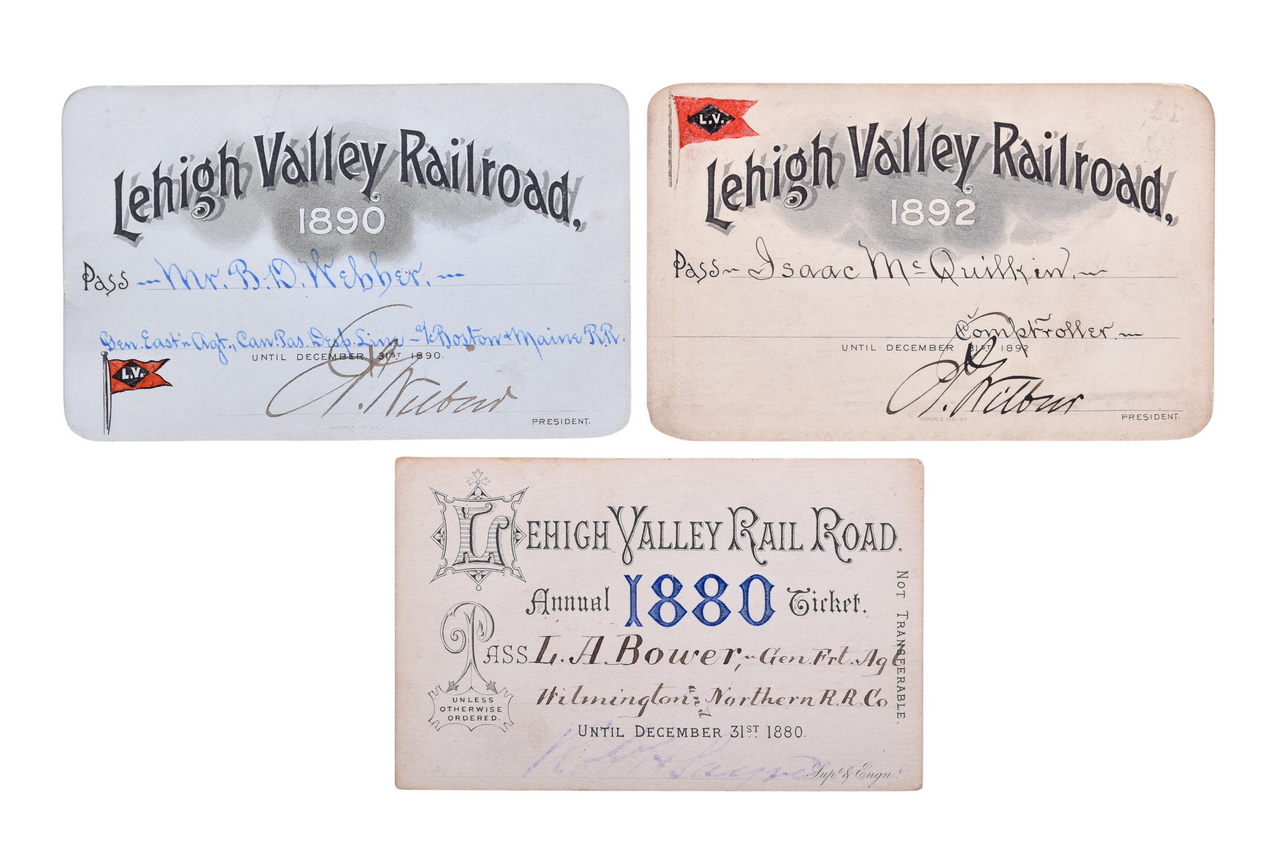 Lehigh Valley Railroad,
1890
Pass Mr. B. D. Webber.
Gen. East'n Agt., Can. Pas. Desp. Line - c/o Boston & Maine R.R.
UNTIL DECEMBER 31ST 1890.
L.V.
PRESIDENT.
L.V.
Lehigh Valley Railroad,
1892
Pass Isaac McQuilkin,
Comptroller.
UNTIL DECEMBER 31ST 1892
Wilbur
PRESIDENT.
LEHIGH VALLEY RAIL ROAD.
Annual 1880 Ticket.
PASS L. A. Bower, Gen. Frt. Agt
Wilmington Northern R. R. Co
UNLESS
OTHERWISE
ORDERED.
UNTIL DECEMBER 31ST 1880.
Supt. & Engnr.
NOT TRANSFERABLE.